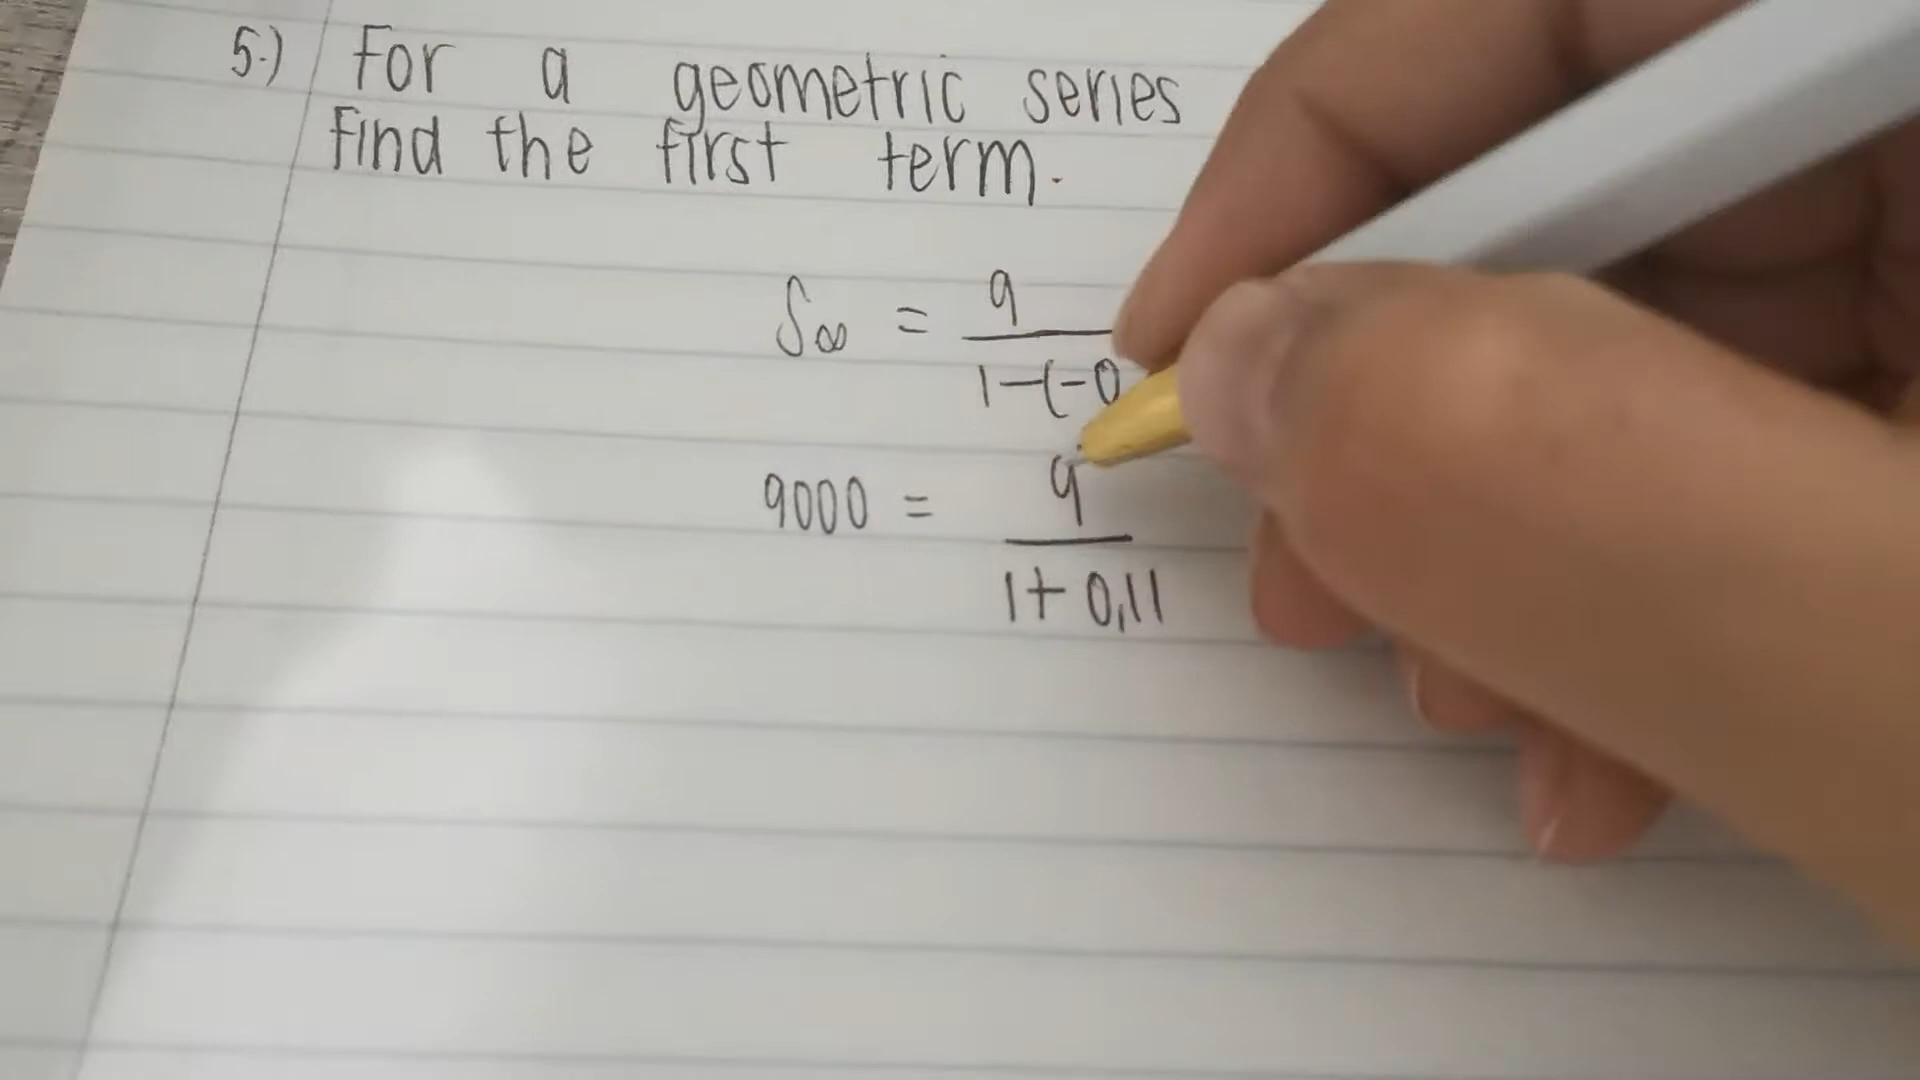 5.) For a geometric series
Find the first term.
S∞ = a
1-(-0
9000 = a
1+ 0,11